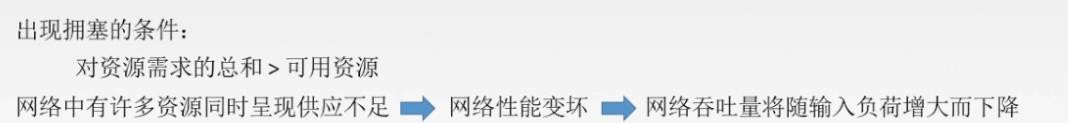 出现拥塞的条件：
对资源需求的总和 > 可用资源
网络中有许多资源同时呈现供应不足 网络性能变坏 网络吞吐量将随输入负荷增大而下降